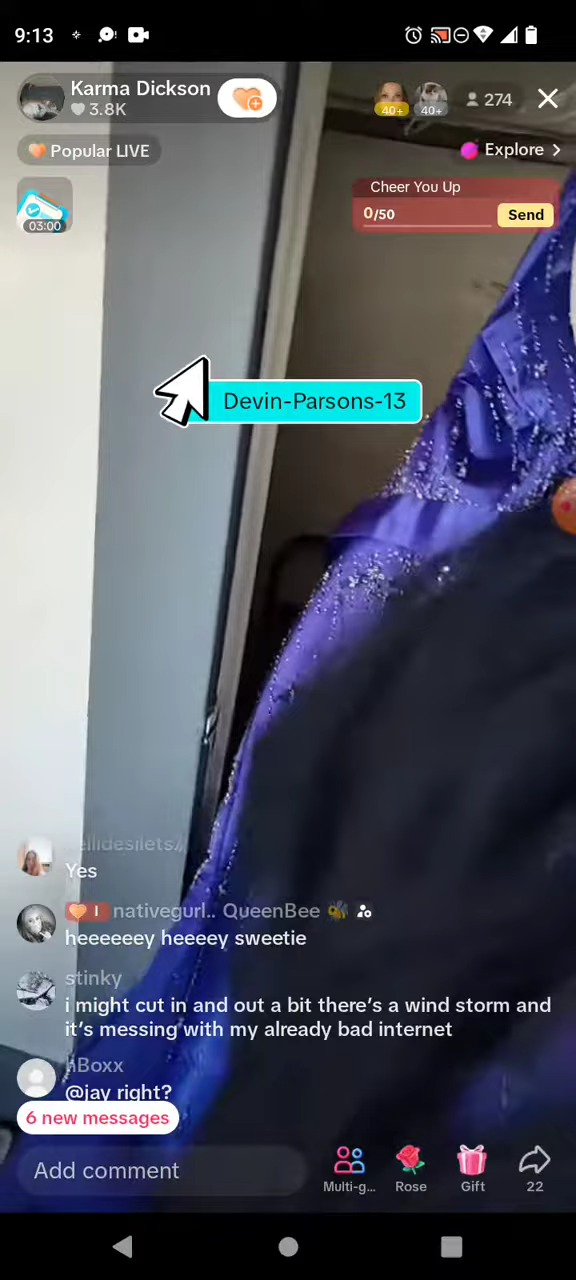 9:13
Karma Dickson
3.8K
40+
40+
274
Popular LIVE
Explore >
03:00
Cheer You Up
0/50
Send
Devin-Parsons-13
Yes
I nativegurl.. QueenBee 🐝
heeeeeey heeeey sweetie
stinky
i might cut in and out a bit there's a wind storm and
it's messing with my already bad internet
@jay right?
6 new messages
Add comment
Multi-g...
Rose
Gift
22